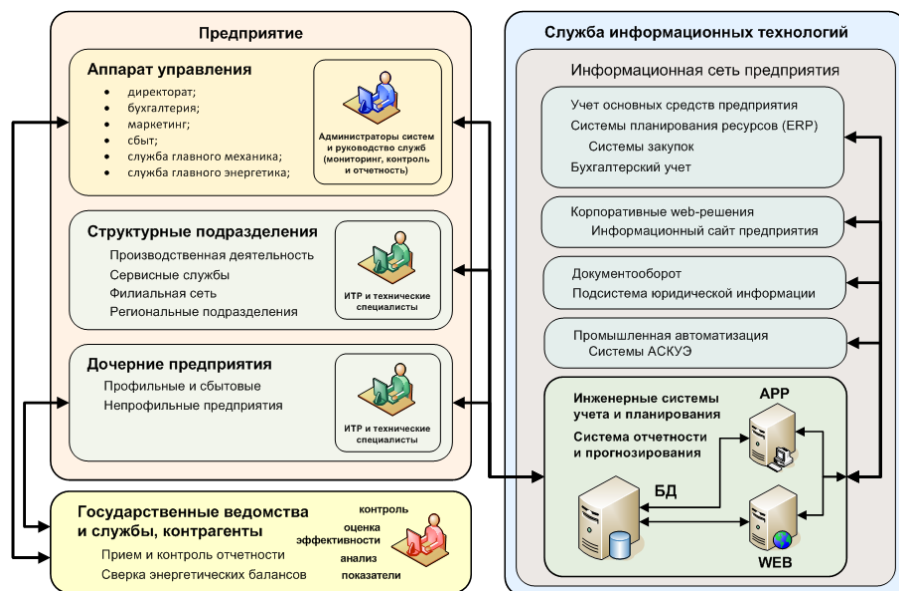 Предприятие
Аппарат управления
• директорат;
• бухгалтерия;
• маркетинг;
• сбыт;
• служба главного механика;
• служба главного энергетика;
Администраторы систем
и руководство служб
(мониторинг, контроль
и отчетность)
Структурные подразделения
Производственная деятельность
Сервисные службы
Филиальная сеть
Региональные подразделения
ИТР и технические
специалисты
Дочерние предприятия
Профильные и сбытовые
Непрофильные предприятия
ИТР и технические
специалисты
Государственные ведомства
и службы, контрагенты
Прием и контроль отчетности
Сверка энергетических балансов
контроль
оценка
эффективности
анализ
показатели
Служба информационных технологий
Информационная сеть предприятия
Учет основных средств предприятия
Системы планирования ресурсов (ERP)
Системы закупок
Бухгалтерский учет
Корпоративные web-решения
Информационный сайт предприятия
Документооборот
Подсистема юридической информации
Промышленная автоматизация
Системы АСКУЭ
Инженерные системы
учета и планирования
Система отчетности
и прогнозирования
APP
БД
WEB